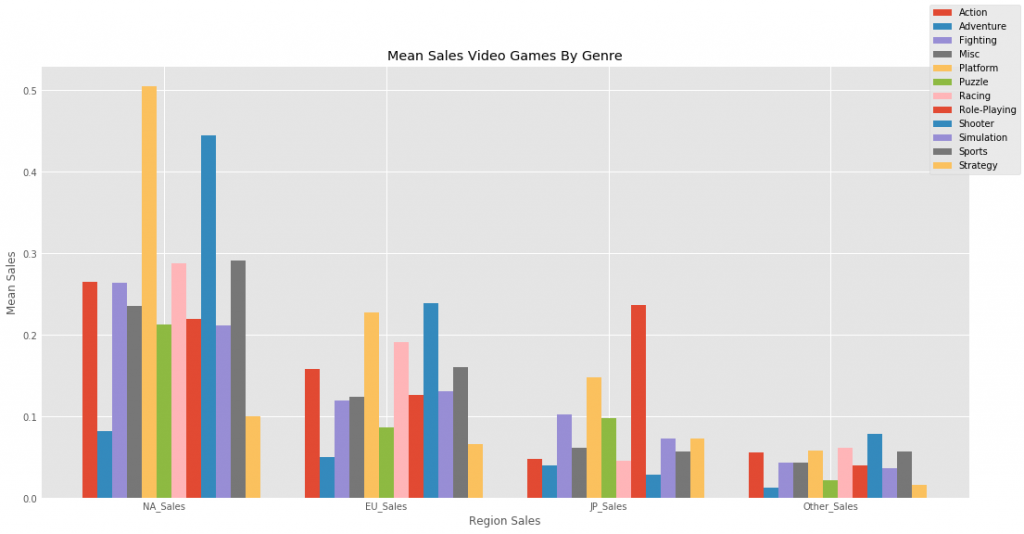 Action
Adventure
Fighting
Misc
Platform
Puzzle
Racing
Role-Playing
Shooter
Simulation
Sports
Strategy
Mean Sales Video Games By Genre
0.5
0.4
0.3
0.2
0.1
0.0
Mean Sales
NA_Sales EU_Sales JP_Sales Other_Sales
Region Sales